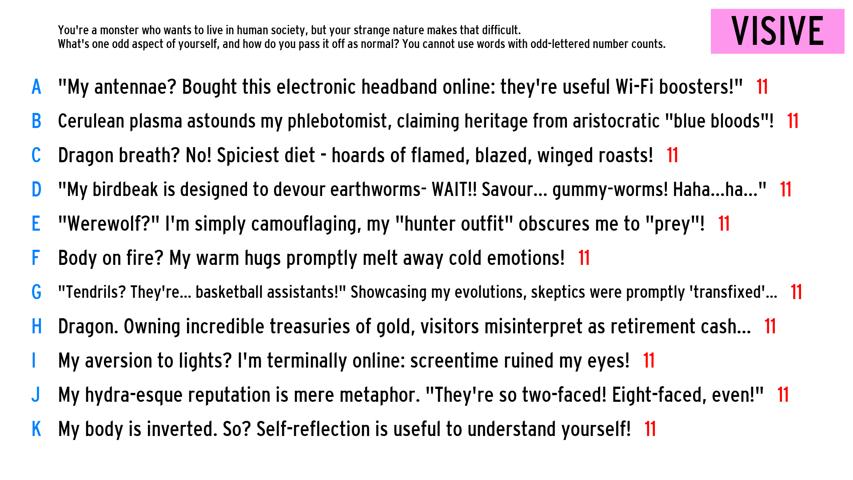 You're a monster who wants to live in human society, but your strange nature makes that difficult.
What's one odd aspect of yourself, and how do you pass it off as normal? You cannot use words with odd-lettered number counts.
VISIVE
A "My antennae? Bought this electronic headband online: they're useful Wi-Fi boosters!" 11
B Cerulean plasma astounds my phlebotomist, claiming heritage from aristocratic "blue bloods"! 11
C Dragon breath? No! Spiciest diet - hoards of flamed, blazed, winged roasts! 11
D "My birdbeak is designed to devour earthworms- WAIT!! Savour... gummy-worms! Haha...ha..." 11
E "Werewolf?" I'm simply camouflaging, my "hunter outfit" obscures me to "prey"! 11
F Body on fire? My warm hugs promptly melt away cold emotions! 11
G "Tendrils? They're... basketball assistants!" Showcasing my evolutions, skeptics were promptly 'transfixed'... 11
H Dragon. Owning incredible treasuries of gold, visitors misinterpret as retirement cash... 11
I My aversion to lights? I'm terminally online: screentime ruined my eyes! 11
J My hydra-esque reputation is mere metaphor. "They're so two-faced! Eight-faced, even!" 11
K My body is inverted. So? Self-reflection is useful to understand yourself! 11